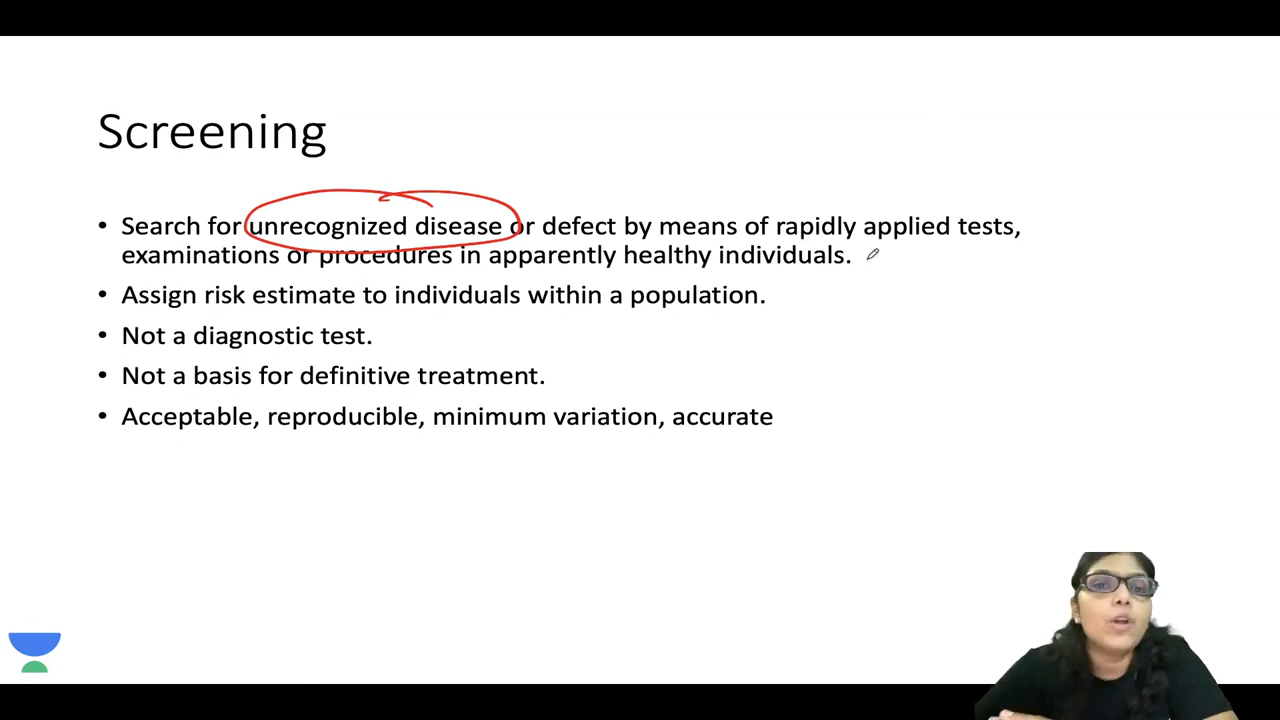 Screening
• Search for unrecognized disease or defect by means of rapidly applied tests,
examinations or procedures in apparently healthy individuals.
• Assign risk estimate to individuals within a population.
• Not a diagnostic test.
• Not a basis for definitive treatment.
• Acceptable, reproducible, minimum variation, accurate